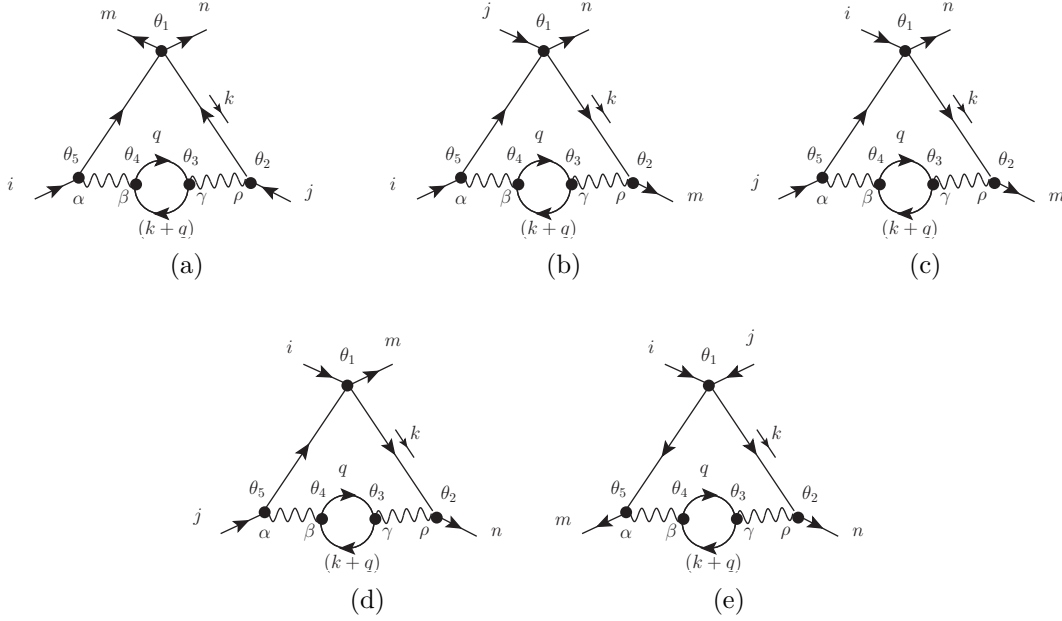 m θ₁ n j θ₁ n i θ₁ n
k k k
θ₅ θ₄ q θ₃ θ₂ θ₅ θ₄ q θ₃ θ₂ θ₅ θ₄ q θ₃ θ₂
i α β γ ρ j i α β γ ρ m j α β γ ρ m
(k + q) (k + q) (k + q)
(a) (b) (c)
i θ₁ m i θ₁ j
k k
θ₅ θ₄ q θ₃ θ₂ θ₅ θ₄ q θ₃ θ₂
j α β γ ρ n m α β γ ρ n
(k + q) (k + q)
(d) (e)